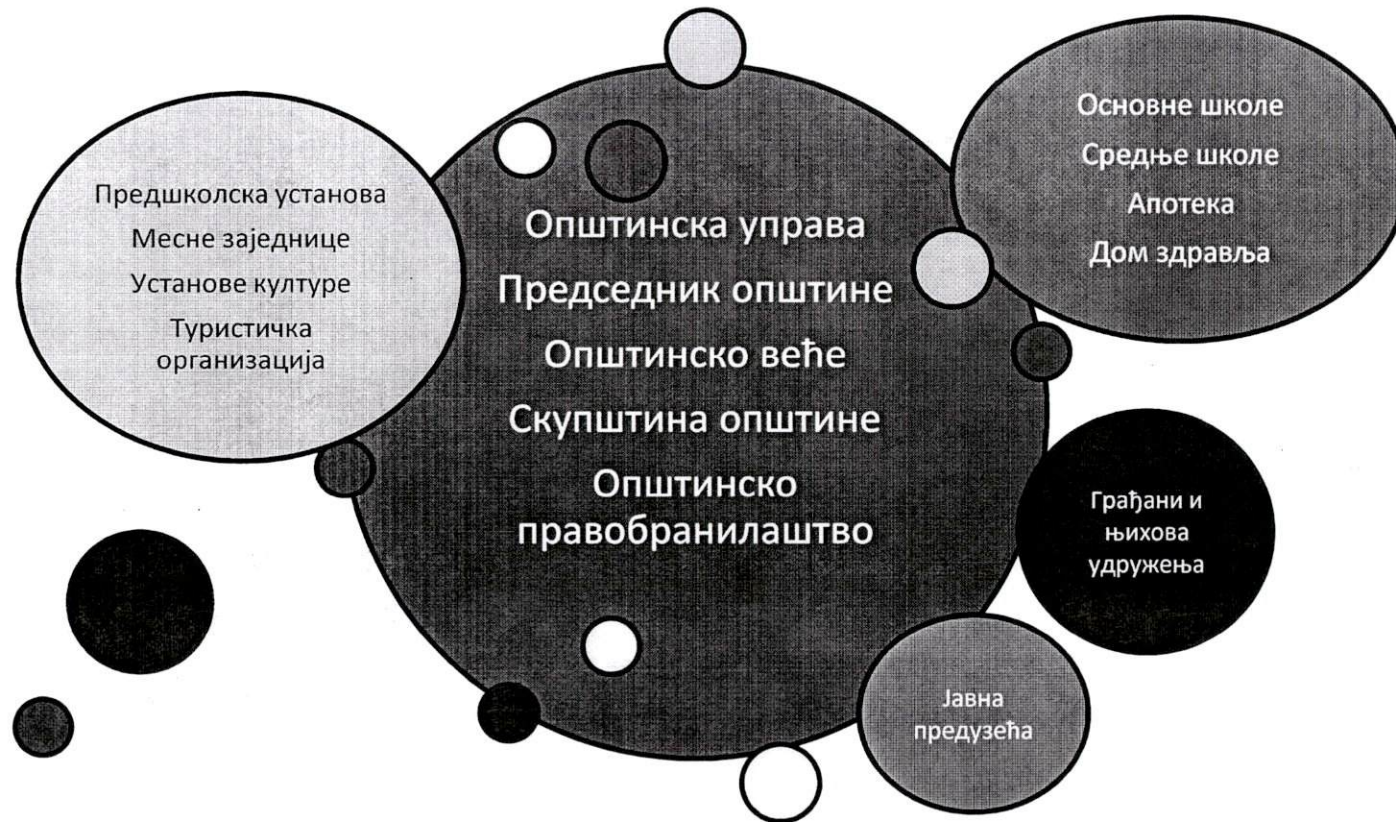 Предшколска установа
Месне заједнице
Установе културе
Туристичка
организација
Општинска управа
Председник општине
Општинско веће
Скупштина општине
Општинско
правобранилаштво
Основне школе
Средње школе
Апотека
Дом здравља
Грађани и
њихова
удружења
Јавна
предузећа